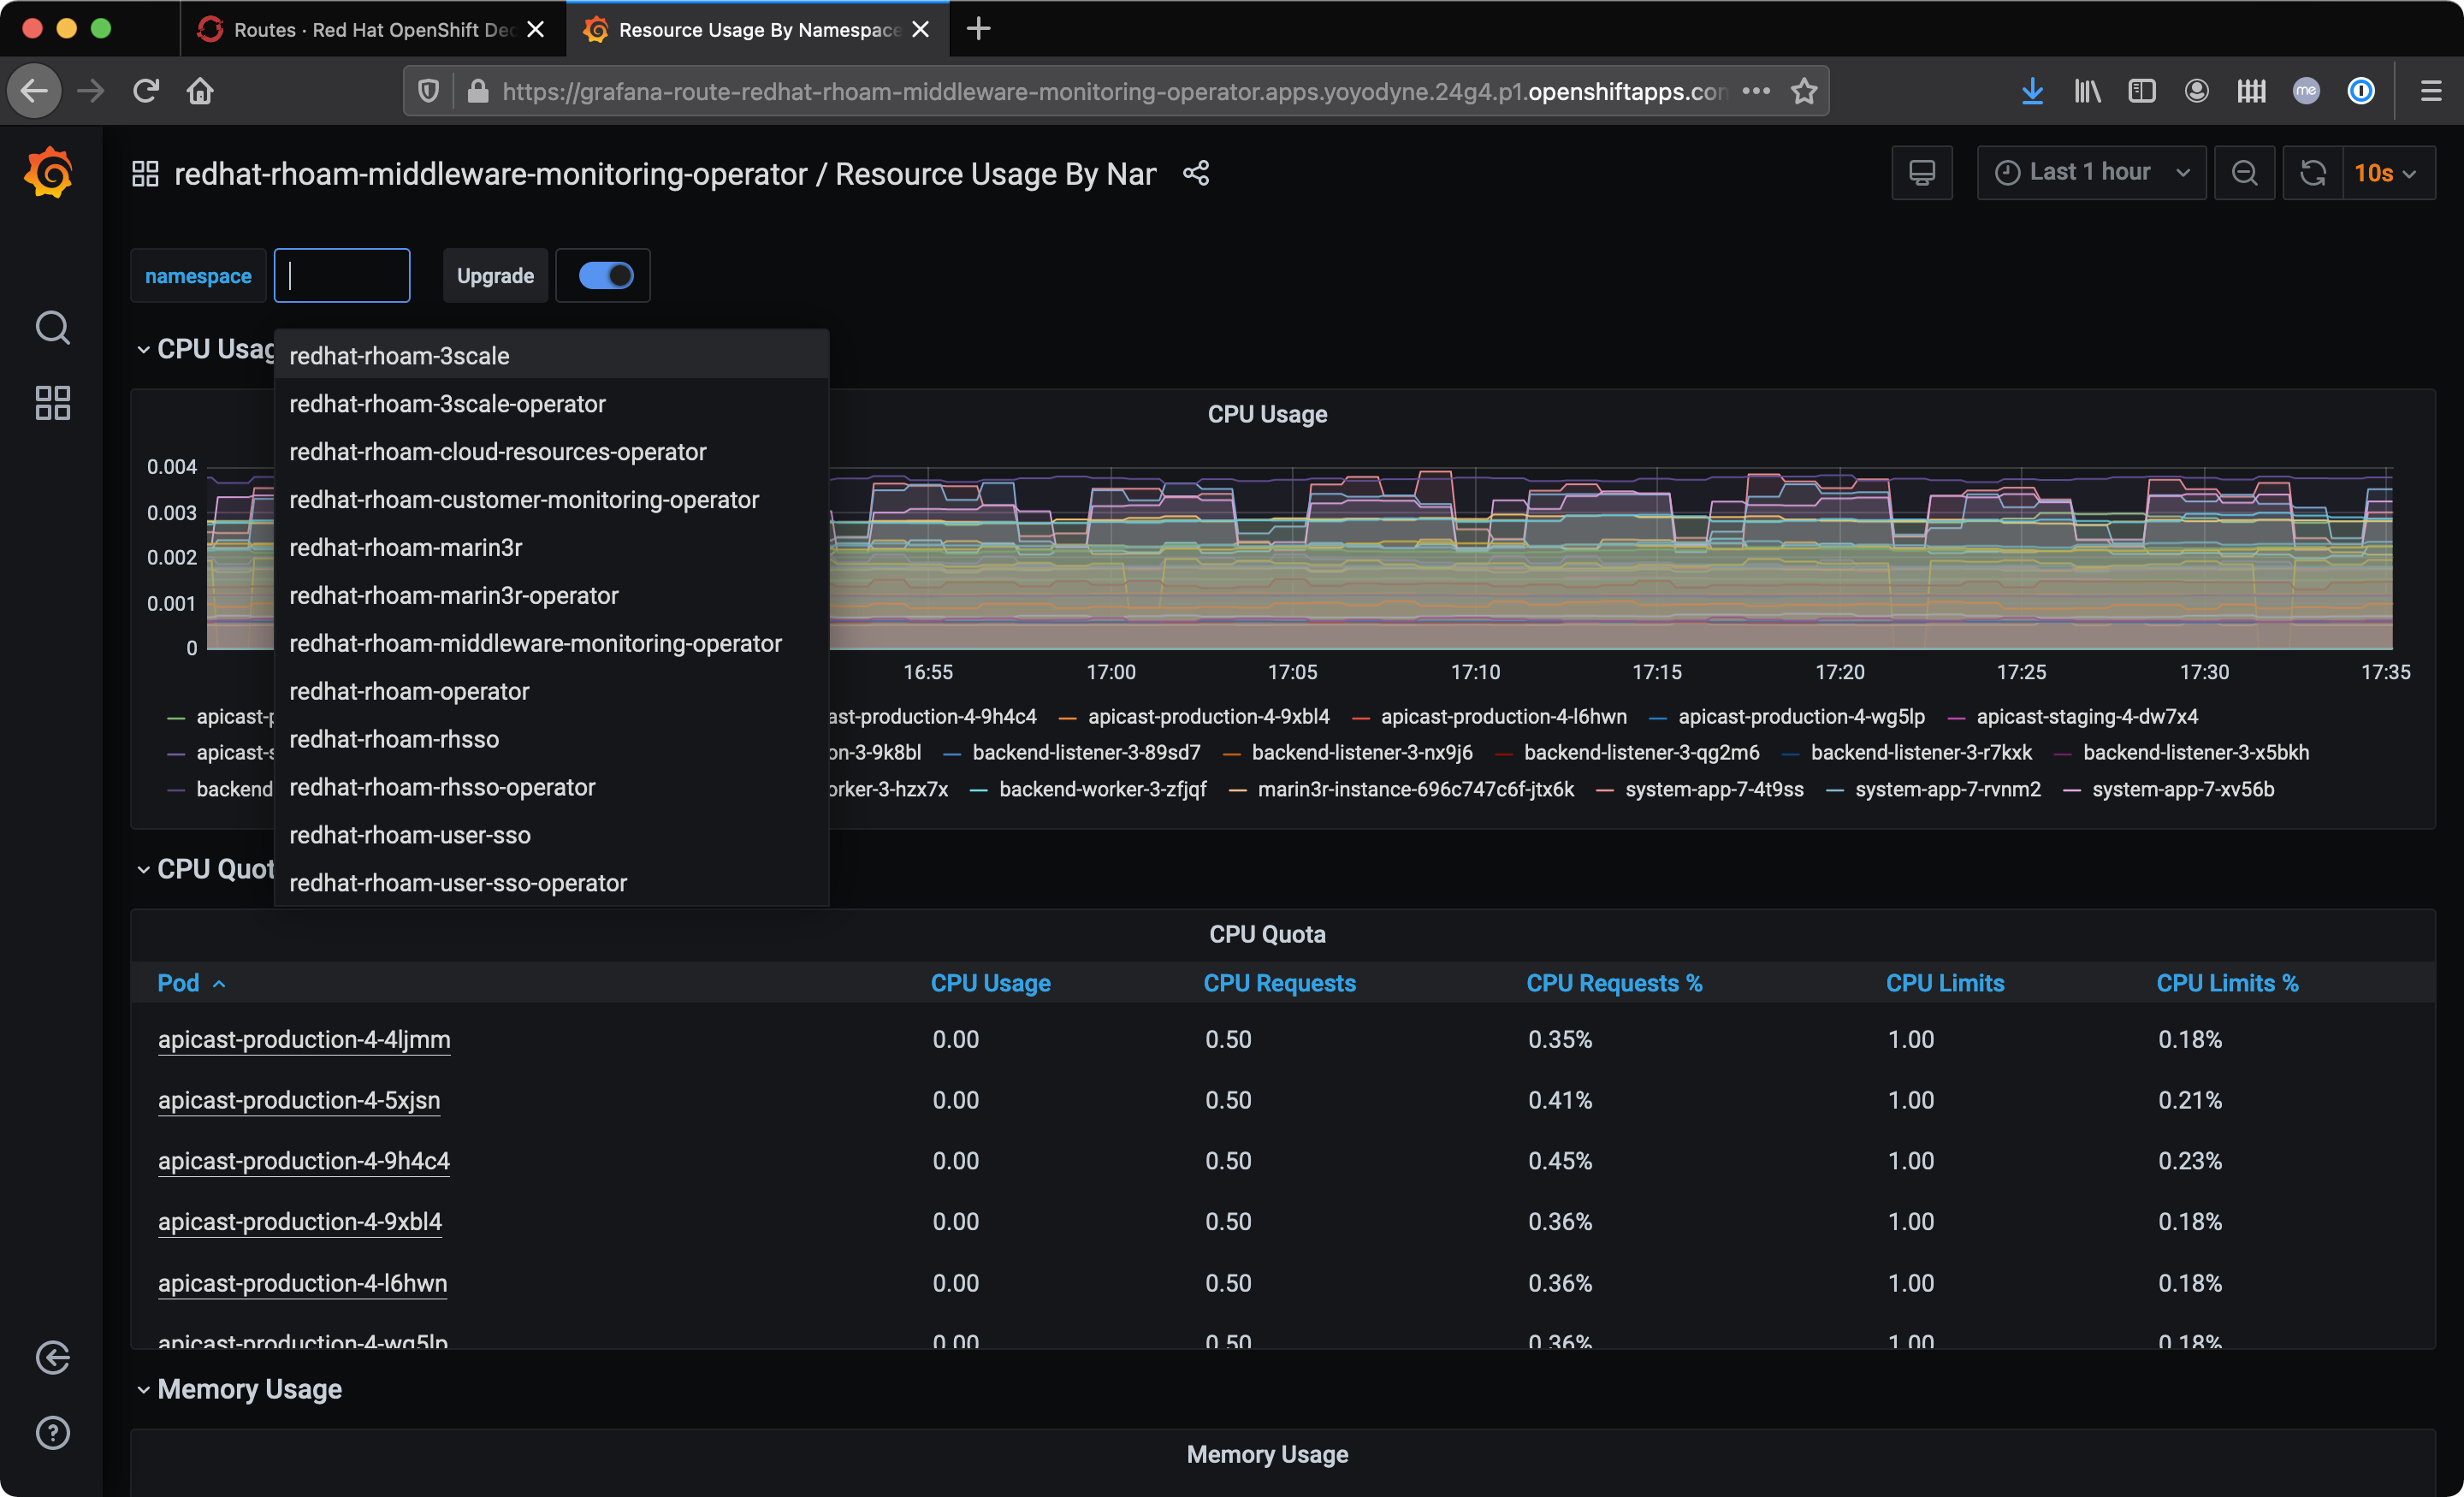 Routes · Red Hat OpenShift Dec
Resource Usage By Namespace
https://grafana-route-redhat-rhoam-middleware-monitoring-operator.apps.yoyodyne.24g4.p1.openshiftapps.com
redhat-rhoam-middleware-monitoring-operator / Resource Usage By Nar
Last 1 hour
10s
namespace
Upgrade
CPU Usag
redhat-rhoam-3scale
redhat-rhoam-3scale-operator
redhat-rhoam-cloud-resources-operator
redhat-rhoam-customer-monitoring-operator
redhat-rhoam-marin3r
redhat-rhoam-marin3r-operator
redhat-rhoam-middleware-monitoring-operator
redhat-rhoam-operator
redhat-rhoam-rhsso
redhat-rhoam-rhsso-operator
redhat-rhoam-user-sso
redhat-rhoam-user-sso-operator
CPU Usage
0.004
0.003
0.002
0.001
0
16:55 17:00 17:05 17:10 17:15 17:20 17:25 17:30 17:35
apicast-p ast-production-4-9h4c4 apicast-production-4-9xbl4 apicast-production-4-l6hwn apicast-production-4-wg5lp apicast-staging-4-dw7x4
apicast-s on-3-9k8bl backend-listener-3-89sd7 backend-listener-3-nx9j6 backend-listener-3-qg2m6 backend-listener-3-r7kxk backend-listener-3-x5bkh
backend orker-3-hzx7x backend-worker-3-zfjqf marin3r-instance-696c747c6f-jtx6k system-app-7-4t9ss system-app-7-rvnm2 system-app-7-xv56b
CPU Quot
CPU Quota
Pod CPU Usage CPU Requests CPU Requests % CPU Limits CPU Limits %
apicast-production-4-4ljmm 0.00 0.50 0.35% 1.00 0.18%
apicast-production-4-5xjsn 0.00 0.50 0.41% 1.00 0.21%
apicast-production-4-9h4c4 0.00 0.50 0.45% 1.00 0.23%
apicast-production-4-9xbl4 0.00 0.50 0.36% 1.00 0.18%
apicast-production-4-l6hwn 0.00 0.50 0.36% 1.00 0.18%
apicast-production-4-wg5lp 0.00 0.50 0.36% 1.00 0.18%
Memory Usage
Memory Usage
me